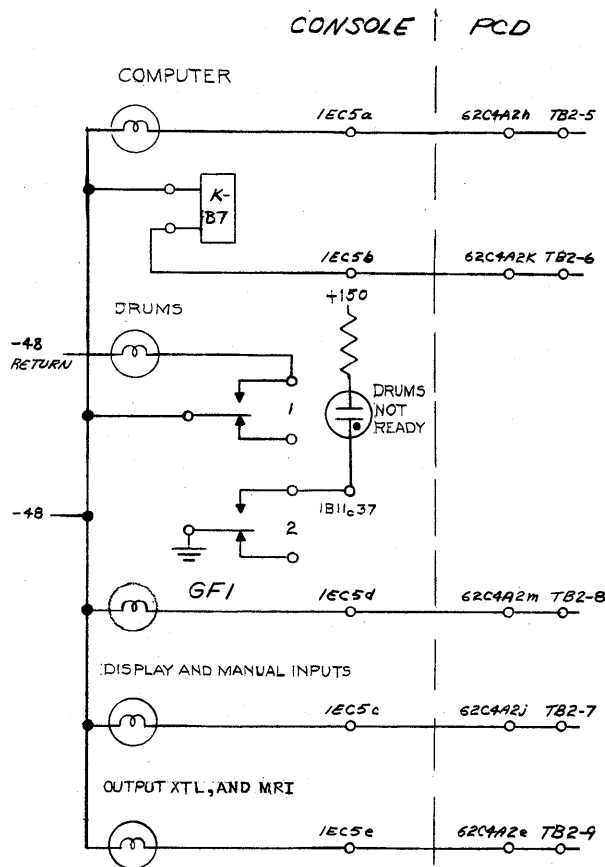 CONSOLE PCD
COMPUTER
1EC5a 62C4A2h TB2-5
K-
B7
1EC5b 62C4A2K TB2-6
+150
DRUMS
-48
RETURN
DRUMS
NOT
READY
1
-48
1B11c37
2
GF1
1EC5d 62C4A2m TB2-8
DISPLAY AND MANUAL INPUTS
1EC5c 62C4A2j TB2-7
OUTPUT XTL, AND MRI
1EC5e 62C4A2e TB2-9